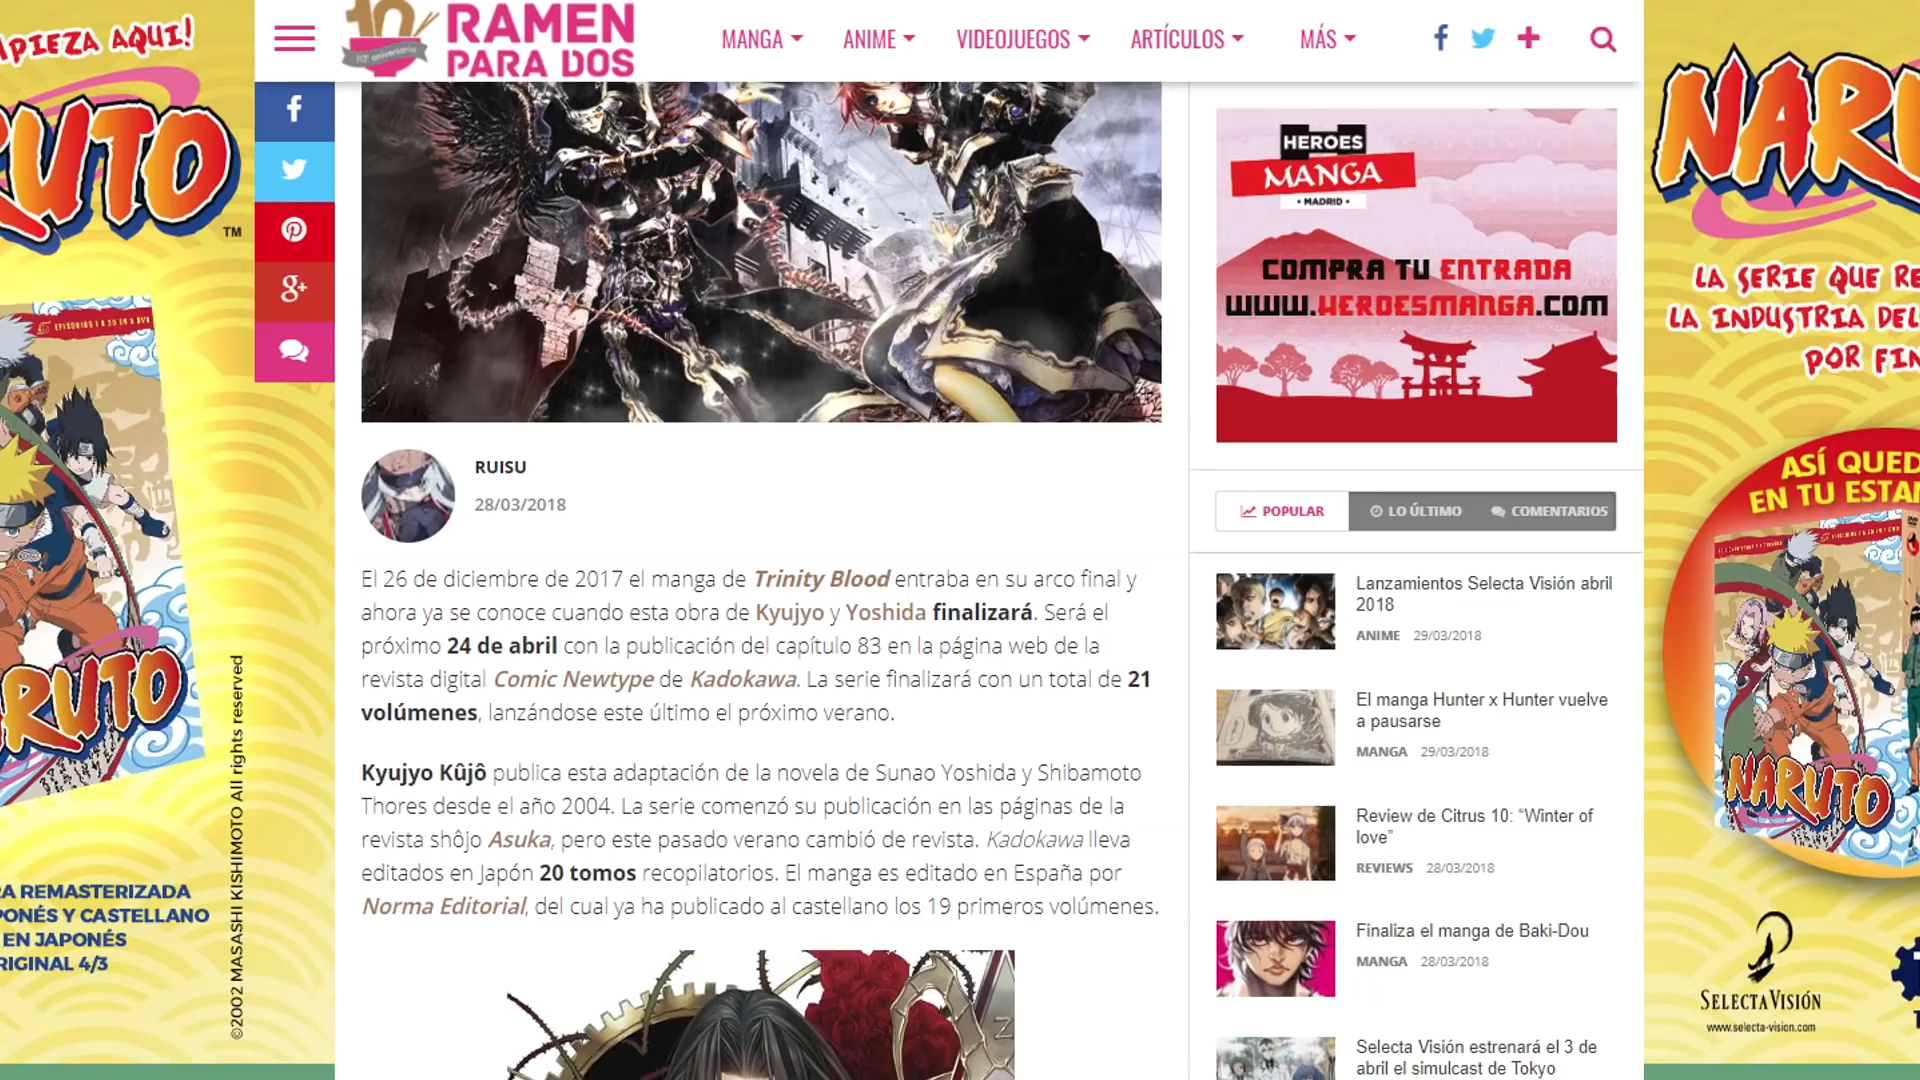 ¡EMPIEZA AQUI!
RAMEN
PARA DOS
MANGA
ANIME
VIDEOJUEGOS
ARTÍCULOS
MÁS
NARUTO
TM
EPISODIOS 1 A 25 EN 5 DVD
NARUTO
©2002 MASASHI KISHIMOTO All rights reserved
REMASTERIZADA
Y CASTELLANO
EN JAPONÉS
ORIGINAL 4/3
RUISU
28/03/2018
El 26 de diciembre de 2017 el manga de Trinity Blood entraba en su arco final y
ahora ya se conoce cuando esta obra de Kyujyo y Yoshida finalizará. Será el
próximo 24 de abril con la publicación del capítulo 83 en la página web de la
revista digital Comic Newtype de Kadokawa. La serie finalizará con un total de 21
volúmenes, lanzándose este último el próximo verano.
Kyujyo Kûjô publica esta adaptación de la novela de Sunao Yoshida y Shibamoto
Thores desde el año 2004. La serie comenzó su publicación en las páginas de la
revista shôjo Asuka, pero este pasado verano cambió de revista. Kadokawa lleva
editados en Japón 20 tomos recopilatorios. El manga es editado en España por
Norma Editorial, del cual ya ha publicado al castellano los 19 primeros volúmenes.
HEROES
MANGA
• MADRID •
COMPRA TU ENTRADA
WWW.HEROESMANGA.COM
POPULAR
LO ÚLTIMO
COMENTARIOS
Lanzamientos Selecta Visión abril
2018
ANIME 29/03/2018
El manga Hunter x Hunter vuelve
a pausarse
MANGA 29/03/2018
Review de Citrus 10: “Winter of
love”
REVIEWS 28/03/2018
Finaliza el manga de Baki-Dou
MANGA 28/03/2018
Selecta Visión estrenará el 3 de
abril el simulcast de Tokyo
LA SERIE QUE
LA INDUSTRIA DEL
POR FIN
ASÍ
EN TU
NARUTO
SELECTA VISIÓN
www.selecta-vision.com